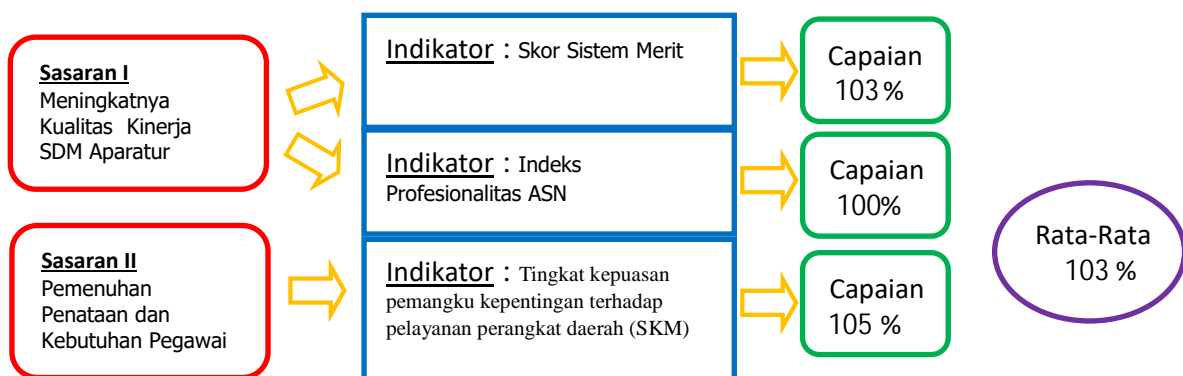 Sasaran I
Meningkatnya
Kualitas Kinerja
SDM Aparatur
Indikator : Skor Sistem Merit
Capaian
103 %
Indikator : Indeks
Profesionalitas ASN
Capaian
100%
Sasaran II
Pemenuhan
Penataan dan
Kebutuhan Pegawai
Indikator : Tingkat kepuasan
pemangku kepentingan terhadap
pelayanan perangkat daerah (SKM)
Capaian
105 %
Rata-Rata
103 %